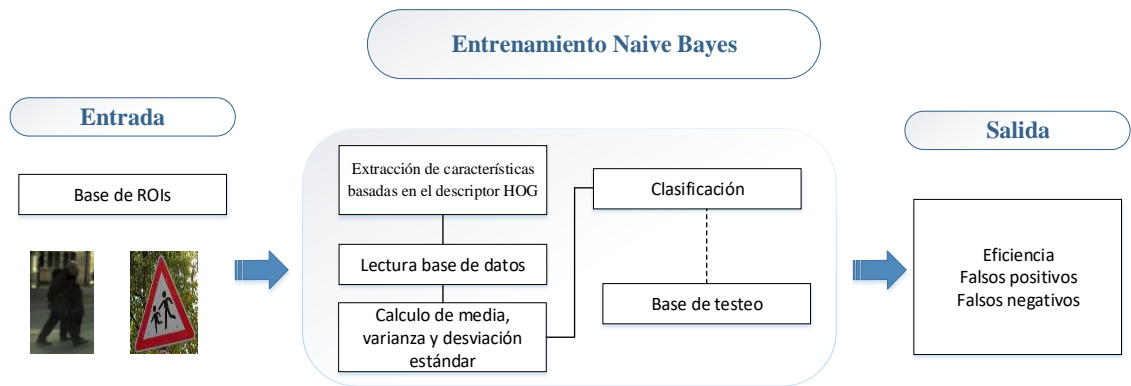 Entrenamiento Naive Bayes
Entrada
Salida
Base de ROIs
Extracción de características
basadas en el descriptor HOG
Lectura base de datos
Calculo de media,
varianza y desviación
estándar
Clasificación
Base de testeo
Eficiencia
Falsos positivos
Falsos negativos